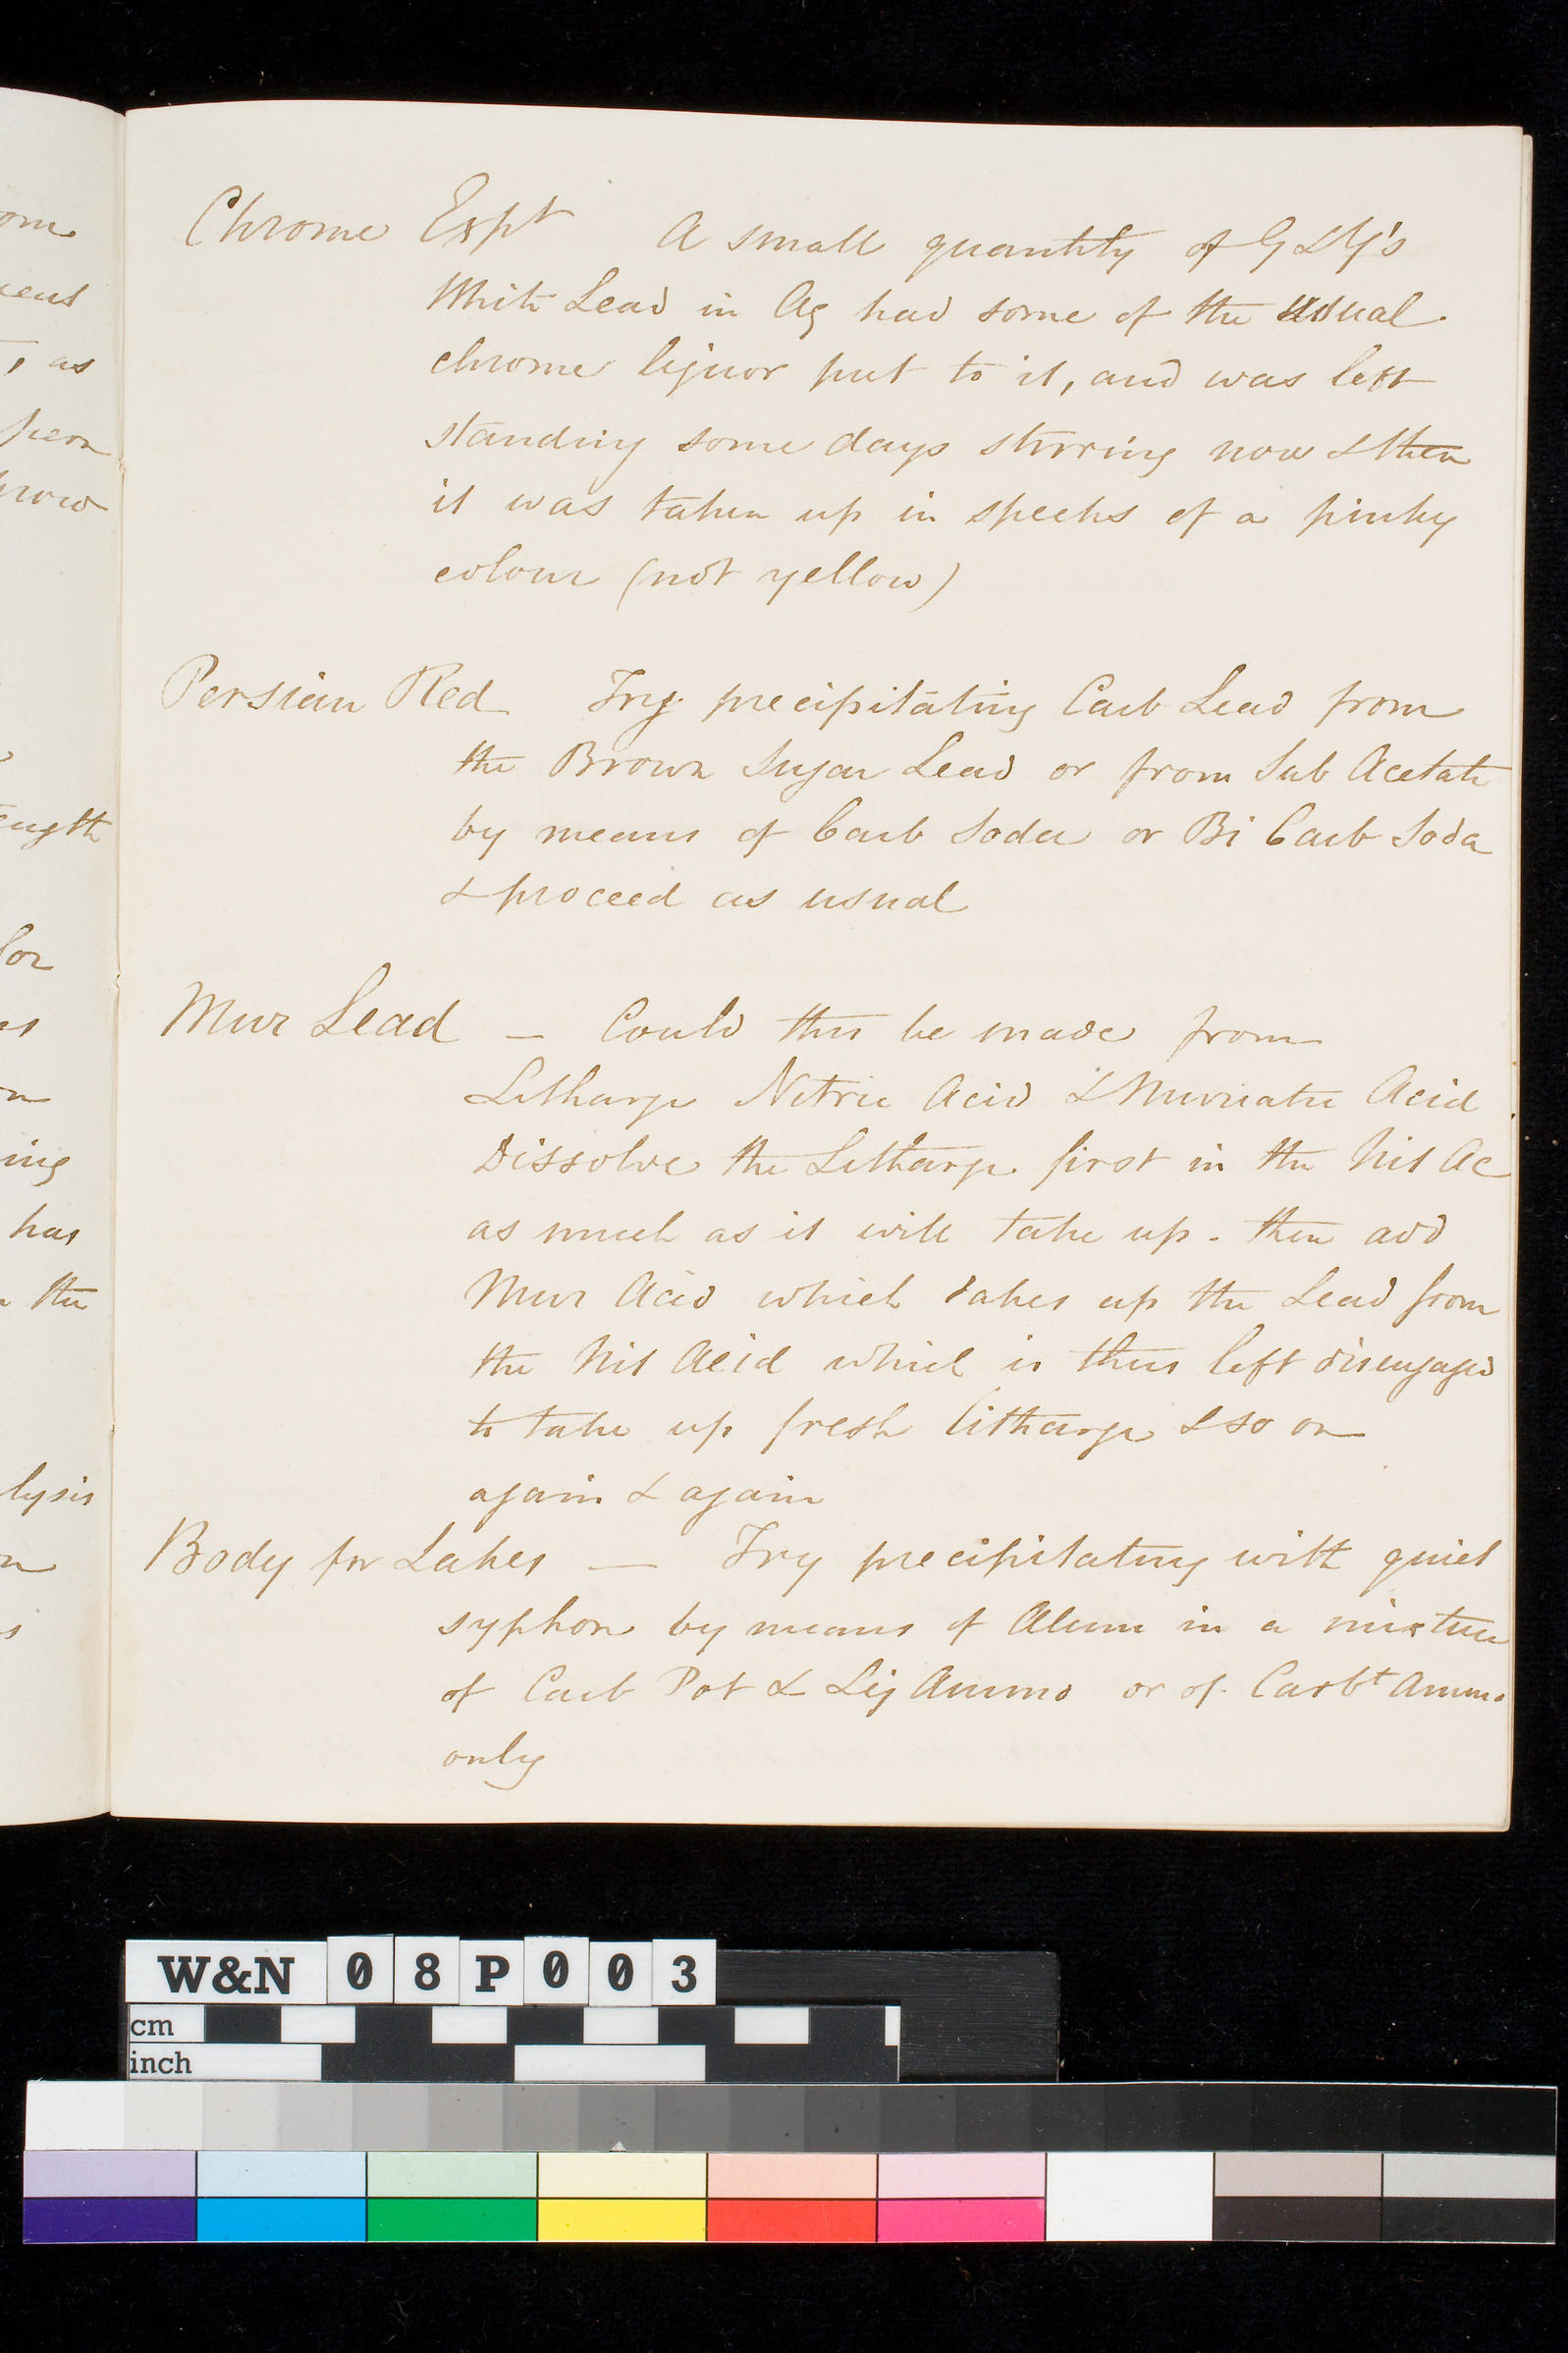 ome
, as
ength
for
ing
has
the
lysis
Chrome Expt A small quantity of G & G's
White Lead in Aq had some of the usual
chrome liquor put to it, and was left
standing some days stirring now & then
it was taken up in specks of a pinky
colour (not yellow)
Persian Red Try precipitating Carb Lead from
the Brown Sugar Lead or from Sub Acetate
by means of Carb Soda or Bi Carb Soda
& proceed as usual
Mur Lead — Could this be made from
Litharge Nitric Acid & Muriatic Acid
Dissolve the Litharge first in the Nit Ac
as much as it will take up - then add
Mur Acid which takes up the Lead from
the Nit Acid which is thus left disengaged
to take up fresh litharge & so on
again & again
Body for Lakes — Try precipitating with quiet
syphon by means of Alum in a mixture
of Carb Pot & Liq Ammo or of Carbt Ammo
only
W&N 08P003
cm
inch